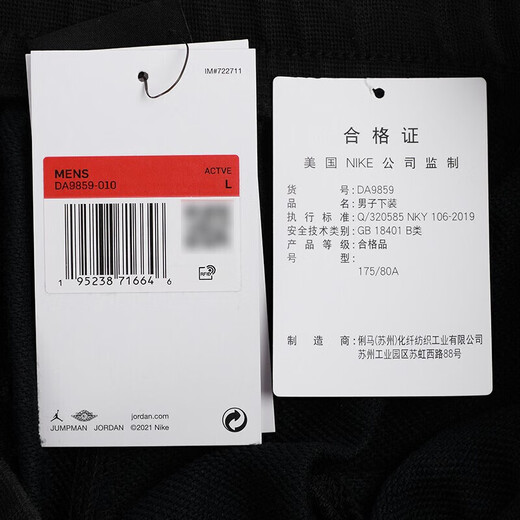 IM#722711
MENS
ACTVE
DA9859-010
L
1 95238 71664 6
RFID
JUMPMAN JORDAN
jordan.com
©2021 Nike
合格证
美国 NIKE 公司监制
货号:DA9859
品名:男子下装
执行标准:Q/320585 NKY 106-2019
安全技术类别:GB 18401 B类
产品等级:合格品
号型:
175/80A
制造商:俐马(苏州)化纤纺织工业有限公司
苏州工业园区苏虹西路88号